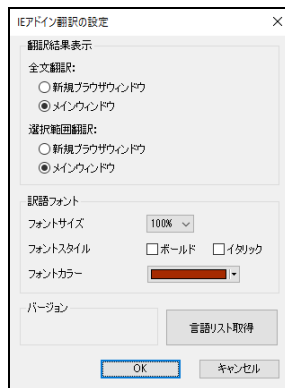 IEアドイン翻訳の設定
翻訳結果表示
全文翻訳:
新規ブラウザウィンドウ
メインウィンドウ
選択範囲翻訳:
新規ブラウザウィンドウ
メインウィンドウ
訳語フォント
フォントサイズ 100%
フォントスタイル ボールド イタリック
フォントカラー
バージョン
言語リスト取得
OK キャンセル